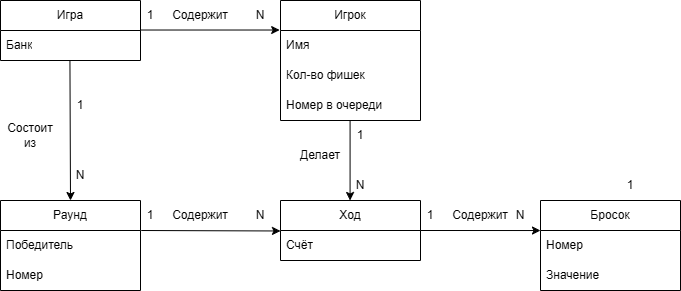 Игра
1 Содержит N
Игрок
Банк
Имя
Кол-во фишек
Номер в очереди
1
Состоит
из
N
1
Делает
N
Раунд
1 Содержит N
Ход
1 Содержит N
1
Бросок
Победитель
Номер
Счёт
Номер
Значение